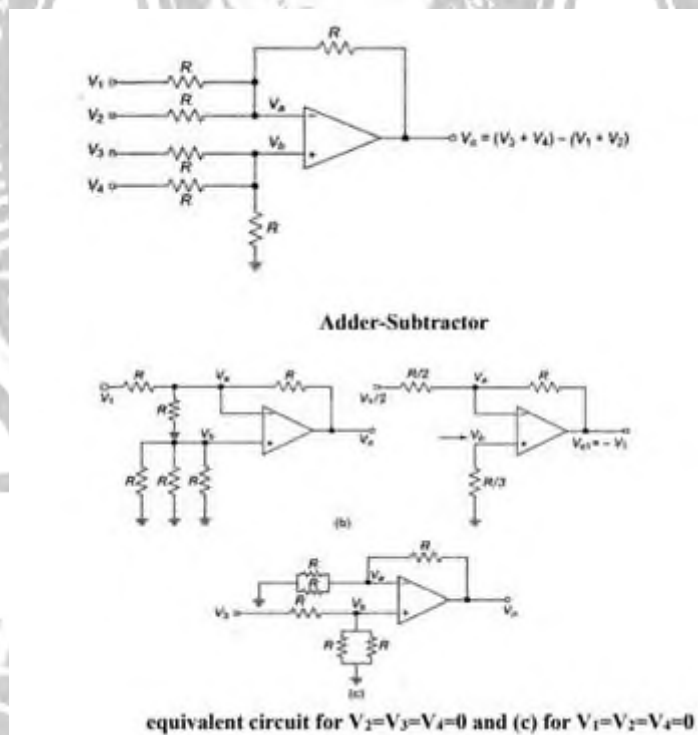 R
V₁ R
V₂ R Vₐ −
V₃ R V_b + Vₒ = (V₃ + V₄) – (V₁ + V₂)
V₄ R
R
Adder-Subtractor
V₁ R Vₐ R
R −
V_b + Vₒ
R R R
V₁/2 R/2 Vₐ R
−
V_b + Vₒ₁ = – V₁
R/3
(b)
R R
R Vₐ −
V₃ R V_b + Vₒ
R R
(c)
equivalent circuit for V₂=V₃=V₄=0 and (c) for V₁=V₂=V₄=0